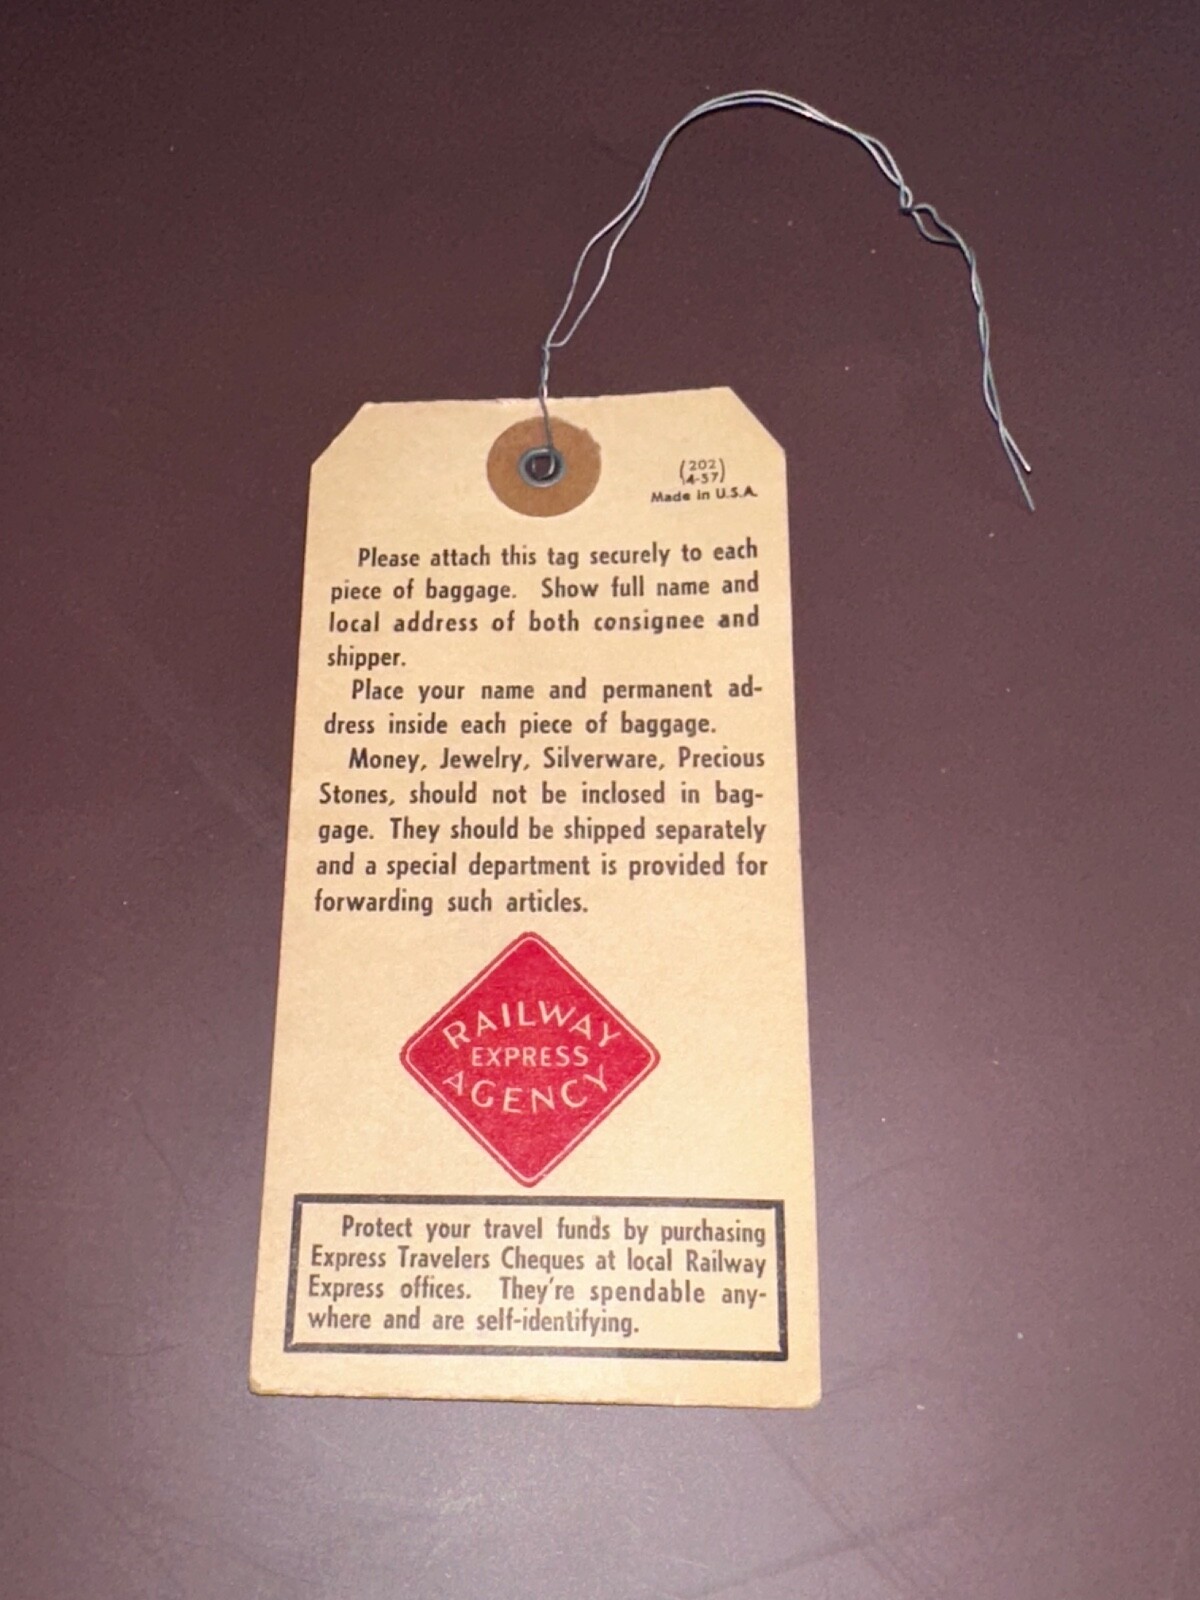 (202
4-37)
Made in U.S.A.
Please attach this tag securely to each
piece of baggage. Show full name and
local address of both consignee and
shipper.
Place your name and permanent ad-
dress inside each piece of baggage.
Money, Jewelry, Silverware, Precious
Stones, should not be inclosed in bag-
gage. They should be shipped separately
and a special department is provided for
forwarding such articles.
RAILWAY
EXPRESS
AGENCY
Protect your travel funds by purchasing
Express Travelers Cheques at local Railway
Express offices. They're spendable any-
where and are self-identifying.